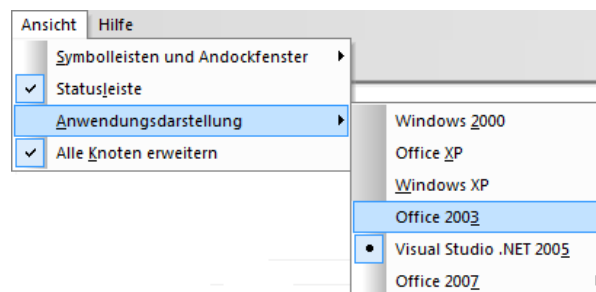 Ansicht Hilfe
Symbolleisten und Andockfenster
Statusleiste
Anwendungsdarstellung
Alle Knoten erweitern
Windows 2000
Office XP
Windows XP
Office 2003
Visual Studio .NET 2005
Office 2007